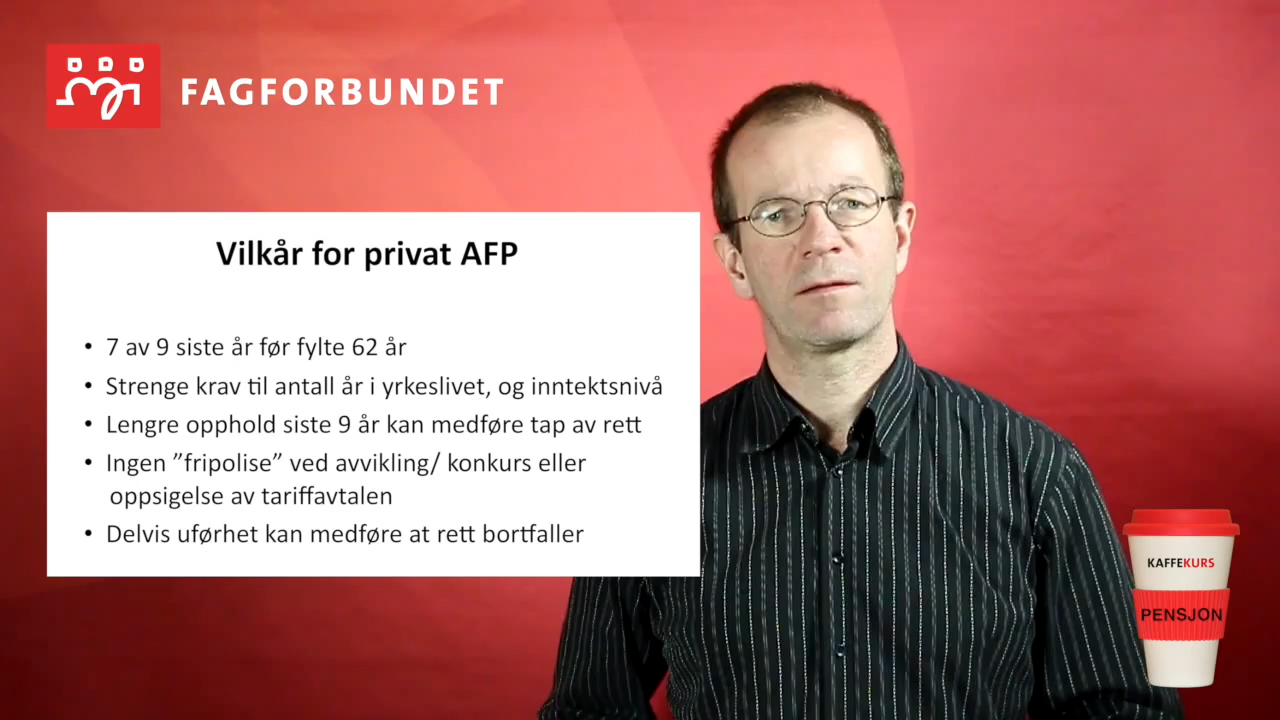 FAGFORBUNDET
Vilkår for privat AFP
• 7 av 9 siste år før fylte 62 år
• Strenge krav til antall år i yrkeslivet, og inntektsnivå
• Lengre opphold siste 9 år kan medføre tap av rett
• Ingen ”fripolise” ved avvikling/ konkurs eller
oppsigelse av tariffavtalen
• Delvis uførhet kan medføre at rett bortfaller
KAFFEKURS
PENSJON